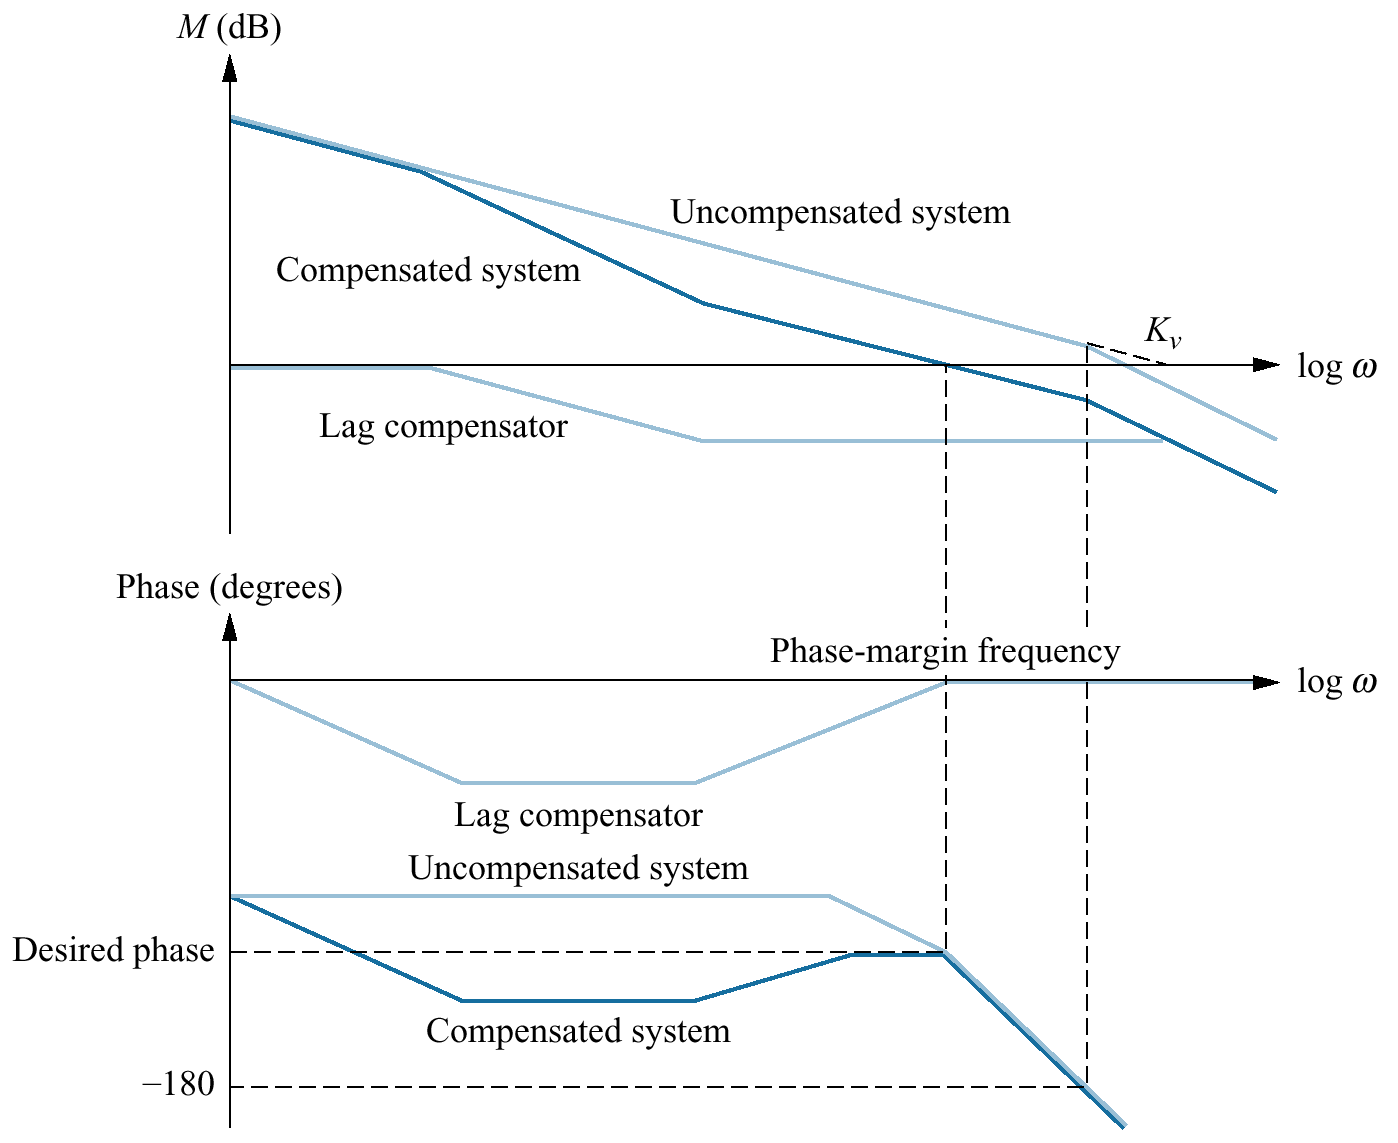 M (dB)
Uncompensated system
Compensated system
K_v
log ω
Lag compensator
Phase (degrees)
Phase-margin frequency
log ω
Lag compensator
Uncompensated system
Desired phase
Compensated system
−180